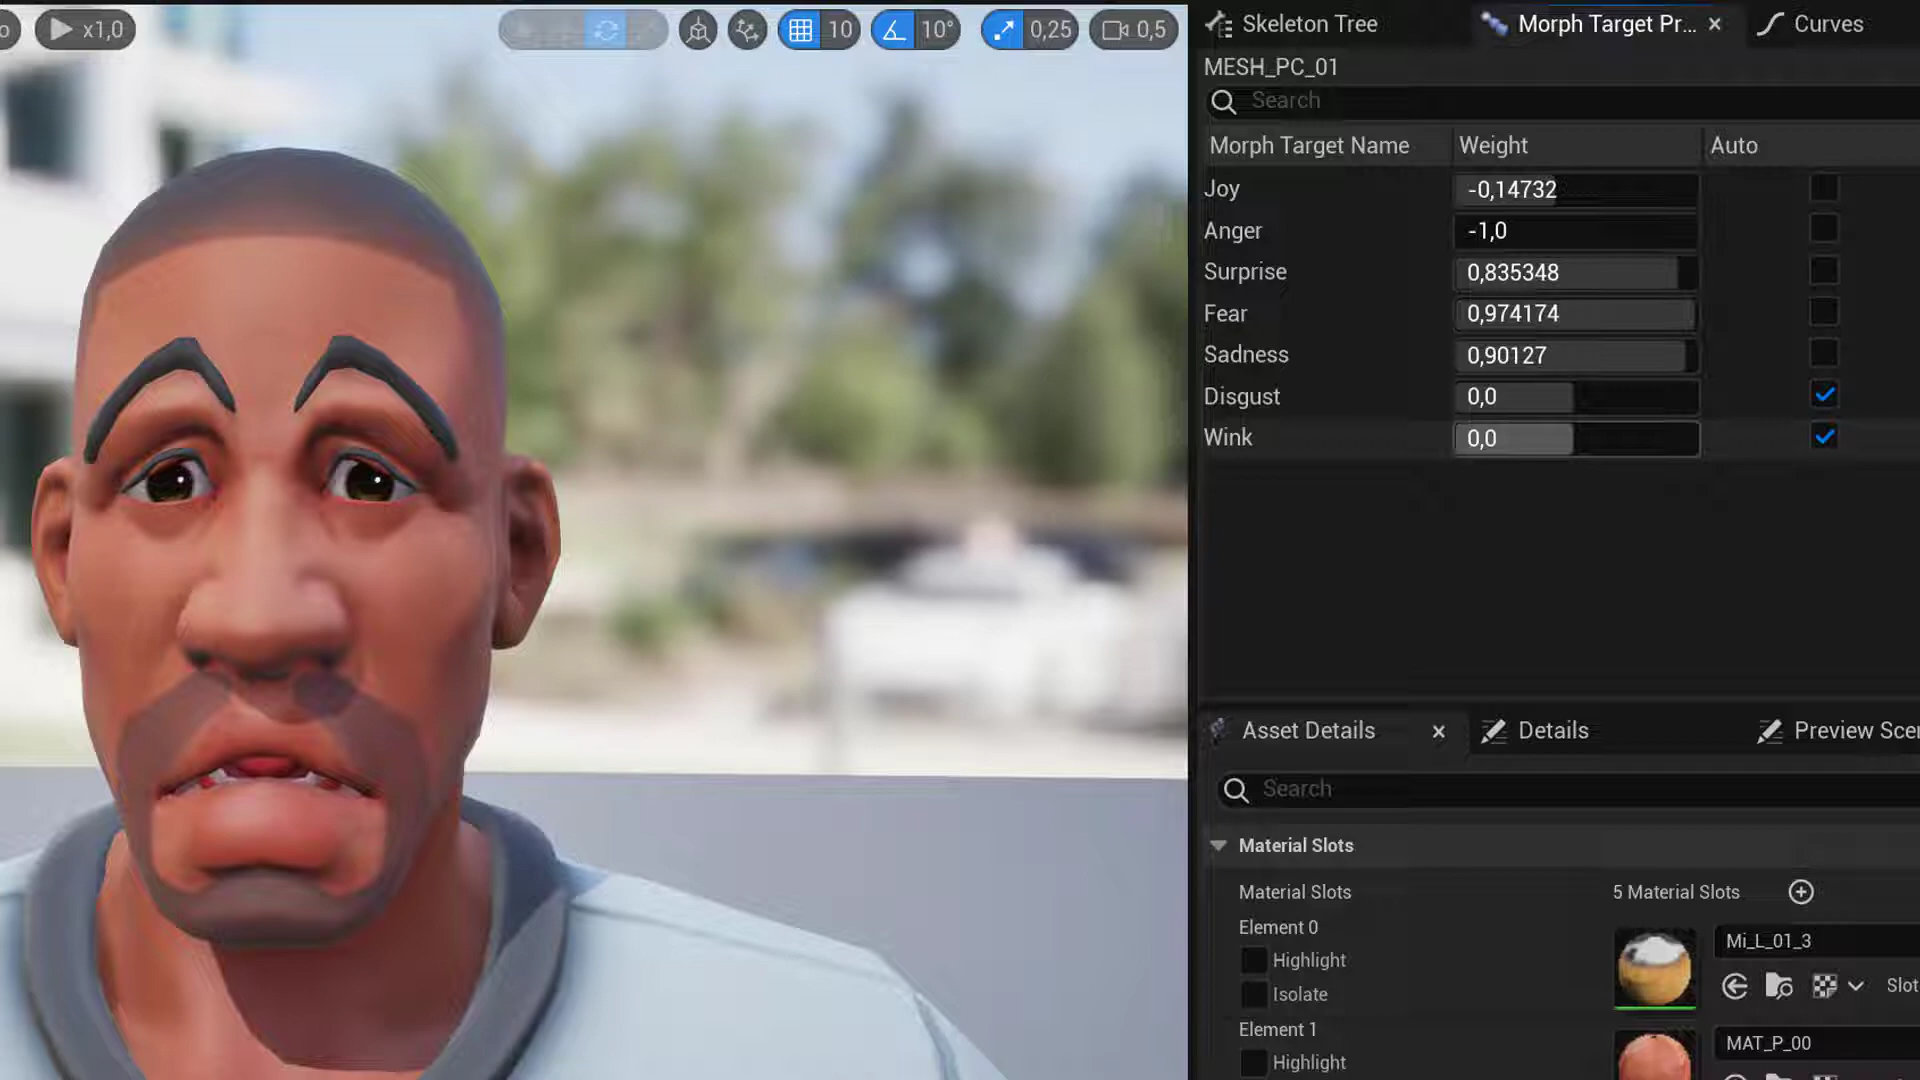 x1,0
10
10°
0,25
0,5
Skeleton Tree
Morph Target Pr...
Curves
MESH_PC_01
Search
Morph Target Name Weight Auto
Joy -0,14732
Anger -1,0
Surprise 0,835348
Fear 0,974174
Sadness 0,90127
Disgust 0,0
Wink 0,0
Asset Details
Details
Preview Sce
Search
Material Slots
Material Slots 5 Material Slots
Element 0
Highlight
Isolate
Mi_L_01_3
Slot
Element 1
Highlight
MAT_P_00